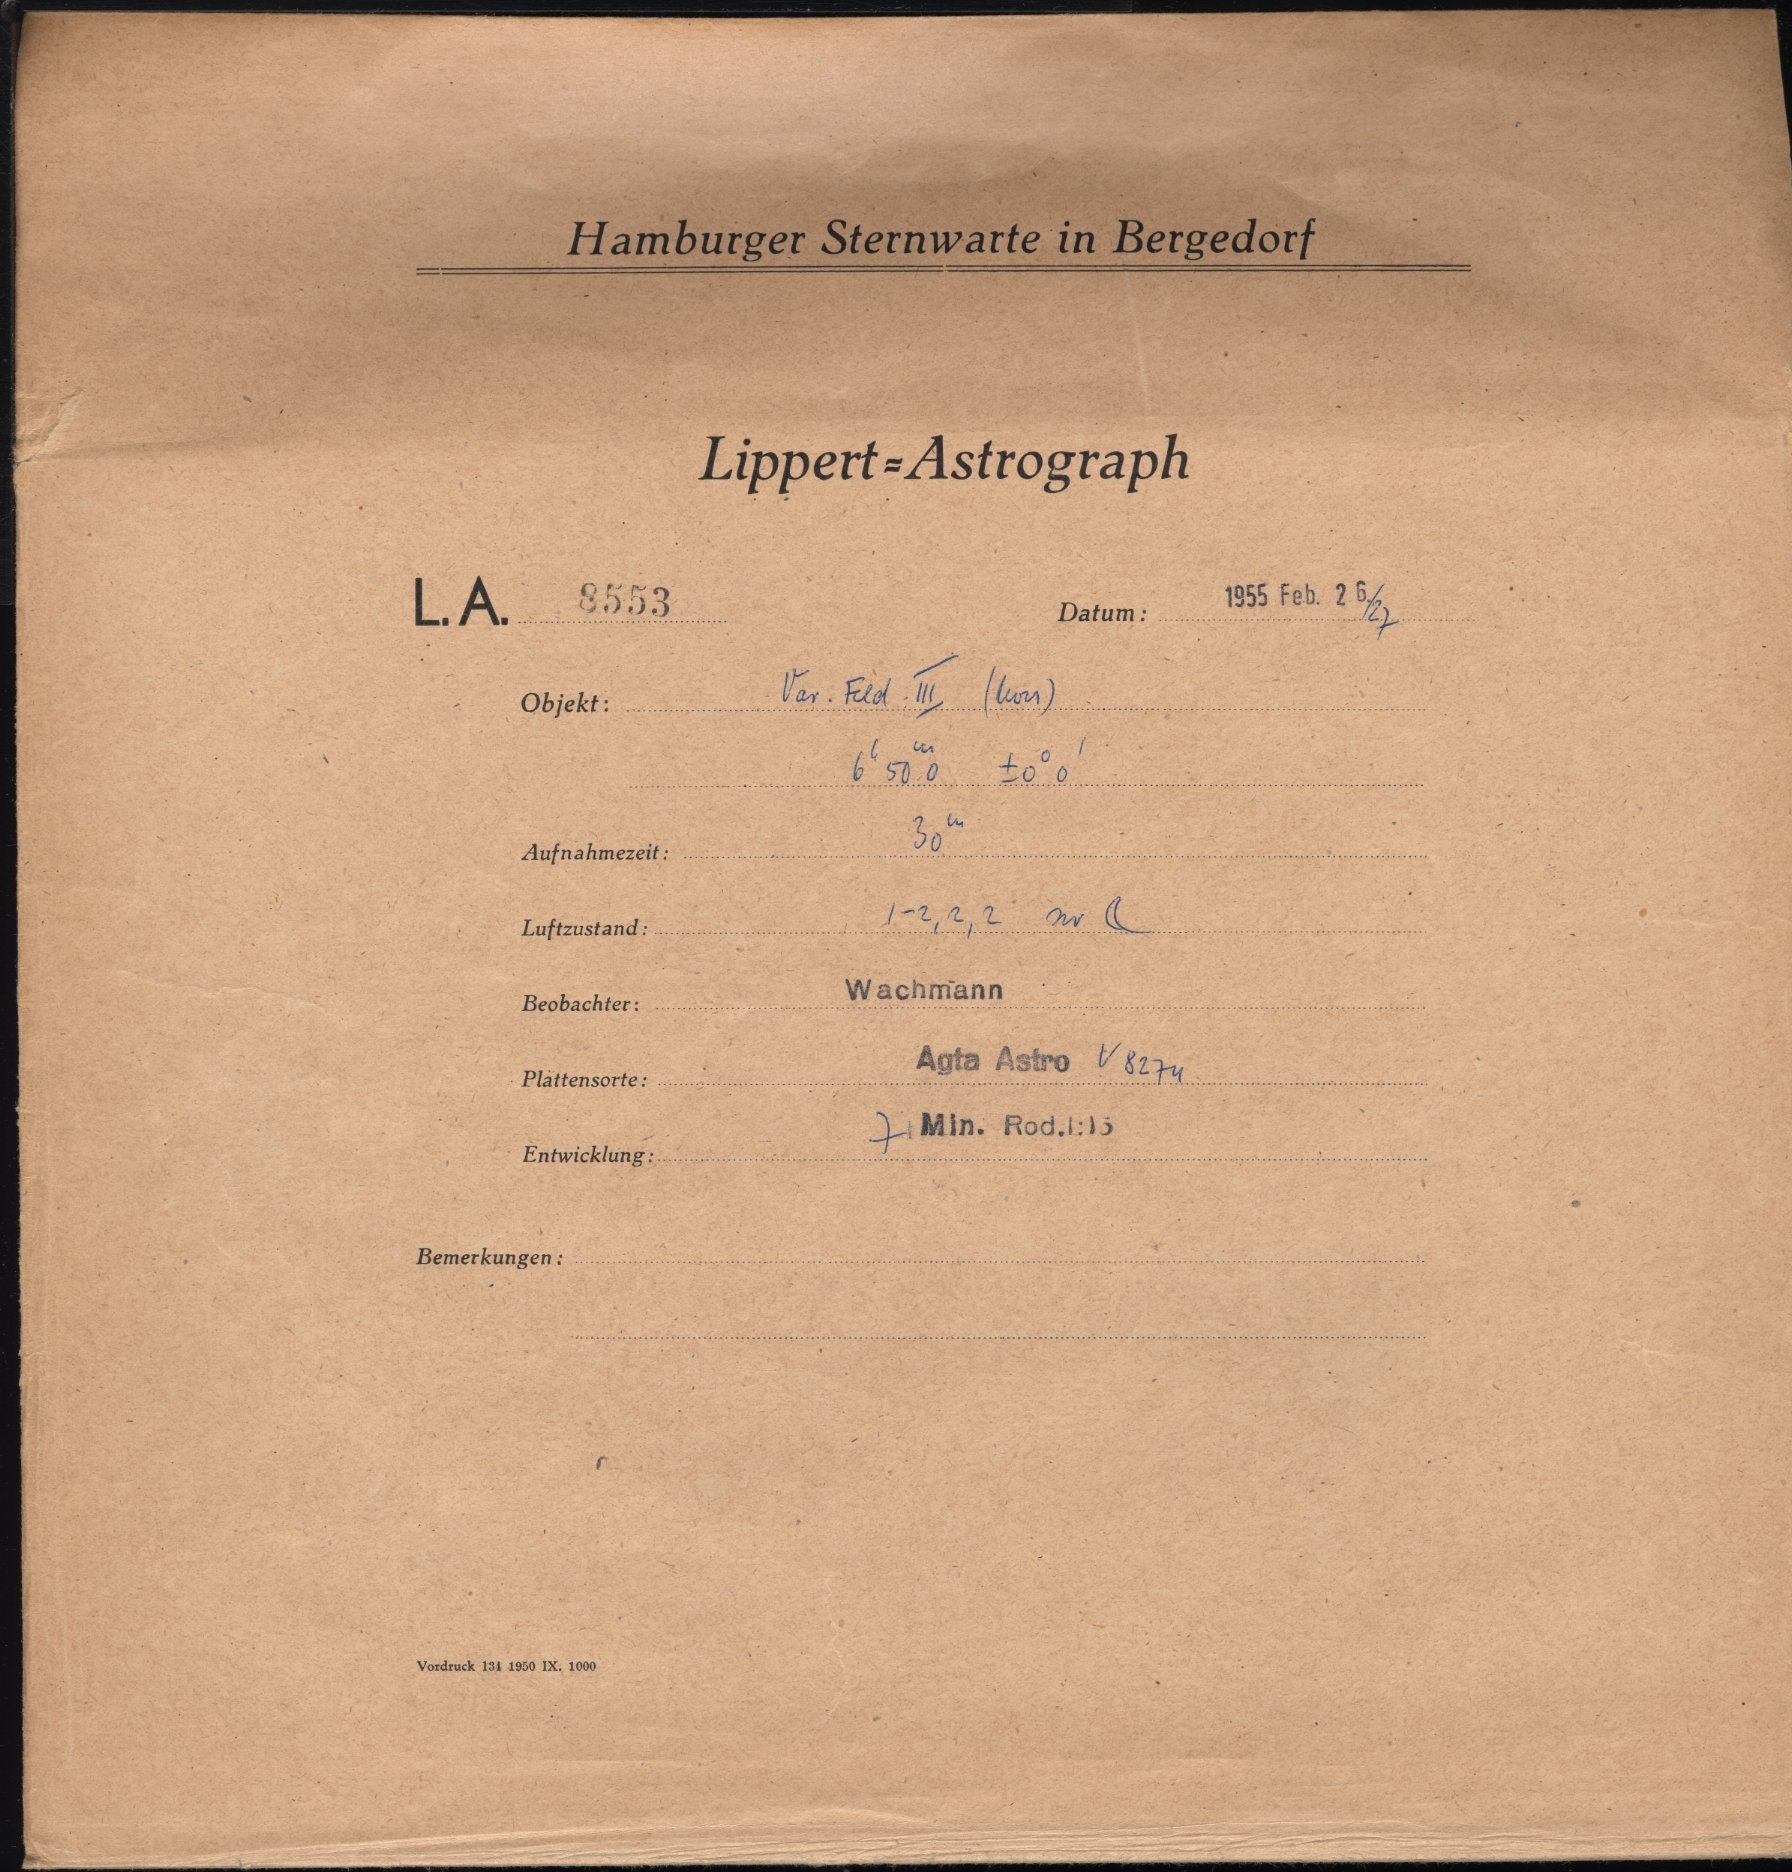 Hamburger Sternwarte in Bergedorf
Lippert=Astrograph
L.A. 8553 Datum: 1955 Feb. 26/27
Objekt: Var. Feld III
6h 50m.0 ±0° 0'
Aufnahmezeit: 30m
Luftzustand: 1-2, 2, 2
Beobachter: Wachmann
Plattensorte: Agfa Astro V 8274
Entwicklung: 7 Min. Rod. 1:15
Bemerkungen:
Vordruck 131 1950 IX. 1000